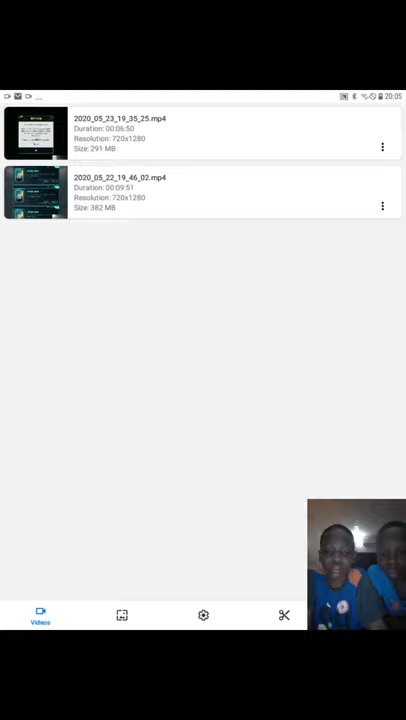 ... 20:05
2020_05_23_19_35_25.mp4
Duration: 00:06:50
Resolution: 720x1280
Size: 291 MB
2020_05_22_19_46_02.mp4
Duration: 00:09:51
Resolution: 720x1280
Size: 382 MB
Videos